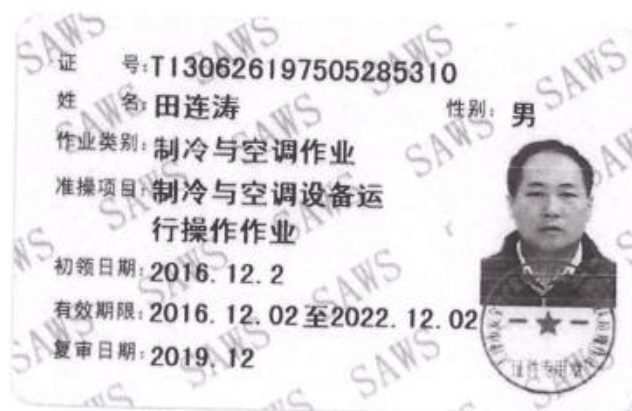 证 号:T130626197505285310
姓 名:田连涛 性别:男
作业类别:制冷与空调作业
准操项目:制冷与空调设备运
行操作作业
初领日期:2016.12.2
有效期限:2016.12.02至2022.12.02
复审日期:2019.12
SAWS